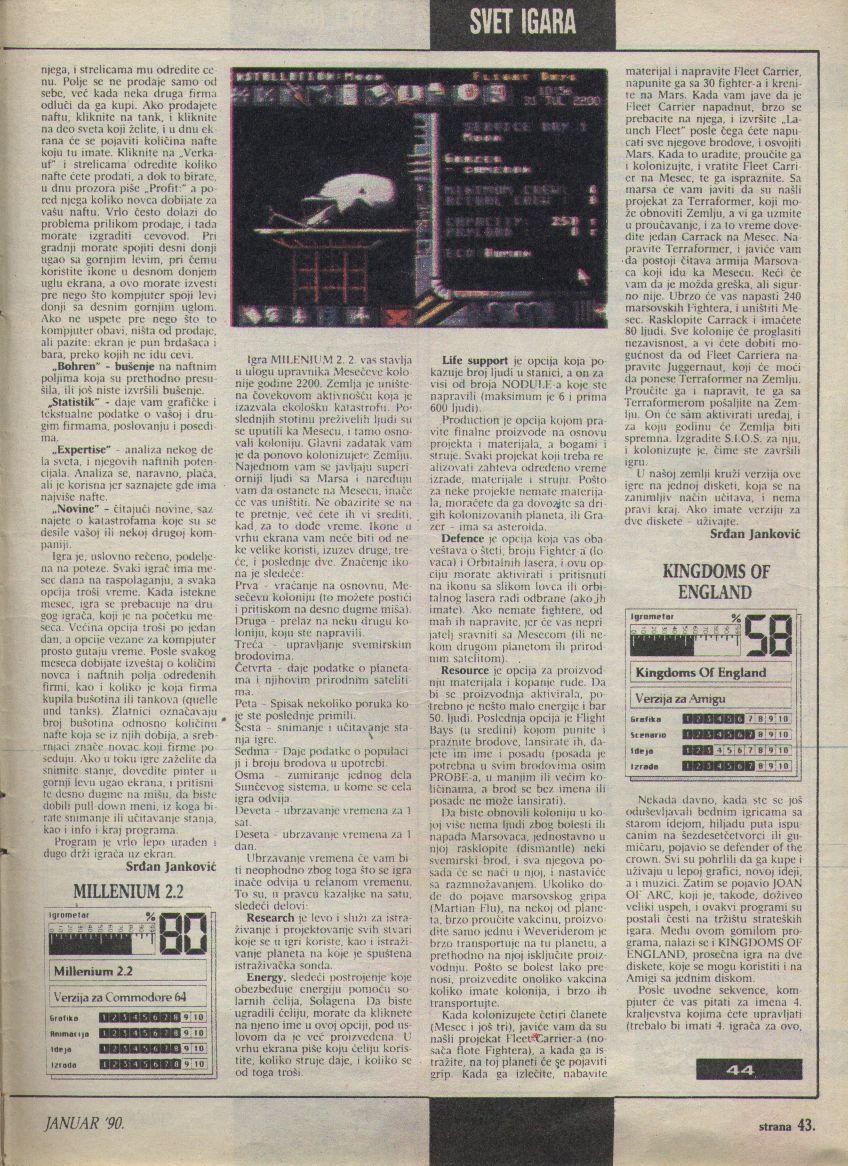 SVET IGARA
njega, i strelicama mu odredite ce-
nu. Polje se ne prodaje samo od
sebe, već kada neka druga firma
odluči da ga kupi. Ako prodajete
naftu, kliknite na tank, i kliknite
na deo sveta koji želite, i u dnu ek-
rana će se pojaviti količina nafte
koju tu imate. Kliknite na „Verka-
uf" i strelicama odredite koliko
nafte ćete prodati, a dok to birate,
u dnu prozora piše „Profit:" a po-
red njega koliko novca dobijate za
vašu naftu. Vrlo često dolazi do
problema prilikom prodaje, i tada
morate izgraditi cevovod. Pri
gradnji morate spojiti desni donji
ugao sa gornjim levim, pri čemu
koristite ikone u desnom donjem
uglu ekrana, a ovo morate izvesti
pre nego što kompjuter spoji levi
donji sa desnim gornjim uglom.
Ako ne uspete pre nego što to
kompjuter obavi, ništa od prodaje,
ali pazite: ekran je pun brdašaca i
bara, preko kojih ne idu cevi.
„Bohren" - bušenje na naftnim
poljima koja su prethodno presu-
šila, ili još niste izvršili bušenje.
„Statistik" - daje vam grafičke i
tekstualne podatke o vašoj i dru-
gim firmama, poslovanju i posedi-
ma.
„Expertise" - analiza nekog de-
la sveta, i njegovih naftnih poten-
cijala. Analiza se, naravno, plaća,
ali je korisna jer saznajete gde ima
najviše nafte.
„Novine" - čitajući novine, saz-
najete o katastrofama koje su se
desile vašoj ili nekoj drugoj kom-
paniji.
Igra je, uslovno rečeno, podelje-
na na poteze. Svaki igrač ima me-
sec dana na raspolaganju, a svaka
opcija troši vreme. Kada istekne
mesec, igra se prebacuje na dru-
gog igrača, koji je na početku me-
seca. Većina opcija troši po jedan
dan, a opcije vezane za kompjuter
prosto gutaju vreme. Posle svakog
meseca dobijate izveštaj o količini
novca i naftnih polja određenih
firmi, kao i koliko je koja firma
kupila bušotina ili tankova (quelle
und tanks). Zlatnici označavaju
broj bušotina odnosno količinu
nafte koja se iz njih dobija, a sreb-
rnjaci znače novac koji firme po-
seduju. Ako u toku igre zaželite da
snimite stanje, dovedite pinter u
gornji levu ugao ekrana, i pritisni-
te desno dugme na mišu, da biste
dobili pull-down meni, iz koga bi-
rate snimanje ili učitavanje stanja,
kao i info i kraj programa.
Program je vrlo lepo urađen i
dugo drži igrača uz ekran.
Srđan Janković
MILLENIUM 2.2
Igrometar
% 80
0 10 20 30 40 50 60 70 80 90 100
Millenium 2.2
Verzija za Commodore 64
Grafika 1 2 3 4 5 6 7 8 9 10
Animacija 1 2 3 4 5 6 7 8 9 10
Ideja 1 2 3 4 5 6 7 8 9 10
Izrada 1 2 3 4 5 6 7 8 9 10
INSTALLATION: Moon Flight Bays
10:56
31 JUL 2200
SERVICE BAY 1
Moon
Grazer
MINIMUM CREW: 6
ACTUAL CREW: 0
CAPACITY: 250 t
PAYLOAD 0 t
Igra MILENIUM 2. 2. vas stavlja
u ulogu upravnika Mesečeve kolo-
nije godine 2200. Zemlja je unište-
na čovekovom aktivnošću koja je
izazvala ekološku katastrofu. Po-
slednjih stotinu preživelih ljudi su
se uputili ka Mesecu, i tamo osno-
vali koloniju. Glavni zadatak vam
je da ponovo kolonizujete Zemlju.
Najednom vam se javljaju superi-
orniji ljudi sa Marsa i naređuju
vam da ostanete na Mesecu, inače
će vas uništiti. Ne obazirite se na
te pretnje, već ćete ih vi srediti,
kad za to dođe vreme. Ikone u
vrhu ekrana vam neće biti od ne-
ke velike koristi, izuzev druge, tre-
će, i poslednje dve. Značenje iko-
na je sledeće:
Prva - vraćanje na osnovnu, Me-
sečevu koloniju (to možete postići
i pritiskom na desno dugme miša).
Druga - prelaz na neku drugu ko-
loniju, koju ste napravili.
Treća - upravljanje svemirskim
brodovima.
Četvrta - daje podatke o planeta-
ma i njihovim prirodnim sateliti-
ma.
Peta - Spisak nekoliko poruka ko-
je ste poslednje primili.
Šesta - snimanje i učitavanje sta-
nja igre.
Sedma - Daje podatke o populaci-
ji i broju brodova u upotrebi.
Osma - zumiranje jednog dela
Sunčevog sistema, u kome se cela
igra odvija.
Deveta - ubrzavanje vremena za 1
sat.
Deseta - ubrzavanje vremena za 1
dan.
Ubrzavanje vremena će vam bi-
ti neophodno zbog toga što se igra
inače odvija u relanom vremenu.
To su, u pravcu kazaljke na satu,
sledeći delovi:
Research je levo i služi za istra-
živanje i projektovanje svih stvari
koje se u igri koriste, kao i istraži-
vanje planeta na koje je spuštena
istraživačka sonda.
Energy, sledeći postrojenje koje
obezbeđuje energiju pomoću so-
larnih ćelija, Solagena Da biste
ugradili ćeliju, morate da kliknete
na njeno ime u ovoj opciji, pod us-
lovom da je već proizvedena. U
vrhu ekrana piše koju ćeliju koris-
tite, koliko struje daje, i koliko se
od toga troši.
Life support je opcija koja po-
kazuje broj ljudi u stanici, a on za-
visi od broja NODULE-a koje ste
napravili (maksimum je 6 i prima
600 ljudi).
Production je opcija kojom pra-
vite finalne proizvode na osnovu
projekta i materijala, a bogami i
struje. Svaki projekat koji treba re-
alizovati zahteva određeno vreme
izrade, materijale i struju. Pošto
za neke projekte nemate materija-
la, moraćete da ga dovozite sa dru-
gih kolonizovanih planeta, ili Gra-
zer - ima sa asteroida.
Defence je opcija koja vas oba-
veštava o šteti, broju Fighter-a (lo-
vaca) i Orbitalnih lasera, i ovu op-
ciju morate aktivirati i pritisnuti
na ikonu sa slikom lovca ili orbi-
talnog lasera radi odbrane (ako ih
imate). Ako nemate fightere, od-
mah ih napravite, jer će vas nepri-
jatelj sravniti sa Mesecom (ili ne-
kom drugom planetom ili prirod-
nim satelitom).
Resource je opcija za proizvod-
nju materijala i kopanje rude. Da
bi se proizvodnja aktivirala, po-
trebno je nešto malo energije i bar
50. ljudi. Poslednja opcija je Flight
Bays (u sredini) kojom punite i
praznite brodove, lansirate ih, da-
jete im ime i posadu (posada je
potrebna u svim brodovima osim
PROBE-a, u manjim ili većim ko-
ličinama, a brod se bez imena ili
posade ne može lansirati).
Da biste obnovili koloniju u ko-
joj više nema ljudi zbog bolesti ili
napada Marsovaca, jednostavno u
njoj rasklopite (dismantle) neki
svemirski brod, i sva njegova po-
sada će se naći u njoj, i nastaviće
sa razmnožavanjem. Ukoliko do-
đe do pojave marsovskog gripa
(Martian Flu), na nekoj od plane-
ta, brzo proučite vakcinu, proizvo-
dite samo jednu i Weveriderom je
brzo transportujte na tu planetu, a
prethodno na njoj isključite proiz-
vodnju. Pošto se bolest lako pre-
nosi, proizvedite onoliko vakcina
koliko imate kolonija, i brzo ih
transportujte.
Kada kolonizujete četiri članete
(Mesec i još tri), javiće vam da su
našli projekat Fleet Carrier-a (no-
sača flote Fightera), a kada ga is-
tražite, na toj planeti će se pojaviti
grip. Kada ga izlečite, nabavite
materijal i napravite Fleet Carrier,
napunite ga sa 30 fighter-a i kreni-
te na Mars. Kada vam jave da je
Fleet Carrier napadnut, brzo se
prebacite na njega, i izvršite „La-
unch Fleet" posle čega ćete napu-
cati sve njegove brodove, i osvojiti
Mars. Kada to uradite, proučite ga
i kolonizujte, i vratite Fleet Carri-
er na Mesec, te ga ispraznite. Sa
marsa će vam javiti da su našli
projekat za Terraformer, koji mo-
že obnoviti Zemlju, a vi ga uzmite
u proučavanje, i za to vreme dove-
dite jedan Carrack na Mesec. Na-
pravite Terraformer, i javiće vam
da postoji čitava armija Marsova-
ca koji idu ka Mesecu. Reći će
vam da je možda greška, ali sigur-
no nije. Ubrzo će vas napasti 240
marsovskih Fightera, i uništiti Me-
sec. Rasklopite Carrack i imaćete
80 ljudi. Sve kolonije će proglasiti
nezavisnost, a vi ćete dobiti mo-
gućnost da od Fleet Carriera na-
pravite Juggernaut, koji će moći
da ponese Terraformer na Zemlju.
Proučite ga i napravit, te ga sa
Terraformerom pošaljite na Zem-
lju. On će sám aktivirati uređaj, i
za koju godinu će Zemlja biti
spremna. Izgradite S.I.O.S. za nju,
i kolonizujte je, čime ste završili
igru.
U našoj zemlji kruži verzija ove
igre na jednoj disketi, koja se na
zanimljiv način učitava, i nema
pravi kraj. Ako imate verziju za
dve diskete - uživajte.
Srđan Janković
KINGDOMS OF
ENGLAND
Igrometar
% 58
0 10 20 30 40 50 60 70 80 90 100
Kingdoms Of England
Verzija za Amigu
Grafika 1 2 3 4 5 6 7 8 9 10
Scenario 1 2 3 4 5 6 7 8 9 10
Ideja 1 2 3 4 5 6 7 8 9 10
Izrada 1 2 3 4 5 6 7 8 9 10
Nekada davno, kada ste se još
oduševljavali bednim igricama sa
starom idejom, hiljadu puta ispu-
canim na šezdesetčetvorci ili gu-
mičaru, pojavio se defender of the
crown. Svi su pohrlili da ga kupe i
uživaju u lepoj grafici, novoj ideji,
a i muzici. Zatim se pojavio JOAN
OF ARC, koji je, takođe, doživeo
veliki uspeh, i ovakvi programi su
postali česti na tržištu strateških
igara. Među ovom gomilom pro-
grama, nalazi se i KINGDOMS OF
ENGLAND, prosečna igra na dve
diskete, koje se mogu koristiti i na
Amigi sa jednim diskom.
Posle uvodne sekvence, kom-
pjuter će vas pitati za imena 4.
kraljevstva kojima ćete upravljati
(trebalo bi imati 4. igrača za ovo,
44
JANUAR '90.
strana 43.